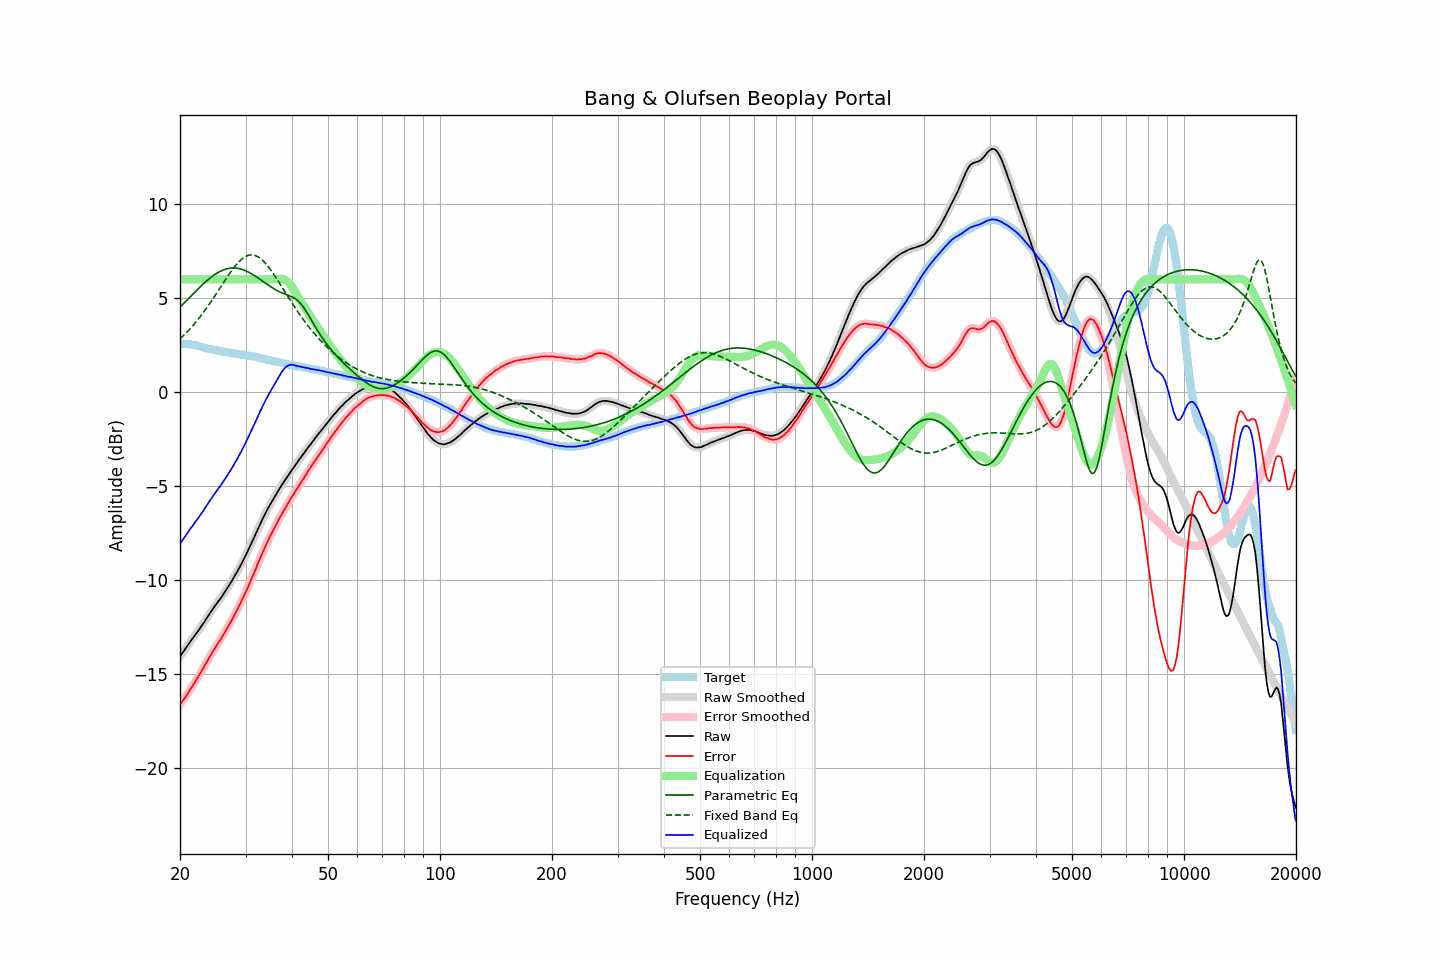 Bang & Olufsen Beoplay Portal
Amplitude (dBr)
10
5
0
−5
−10
−15
−20
Target
Raw Smoothed
Error Smoothed
Raw
Error
Equalization
Parametric Eq
Fixed Band Eq
Equalized
20 50 100 200 500 1000 2000 5000 10000 20000
Frequency (Hz)